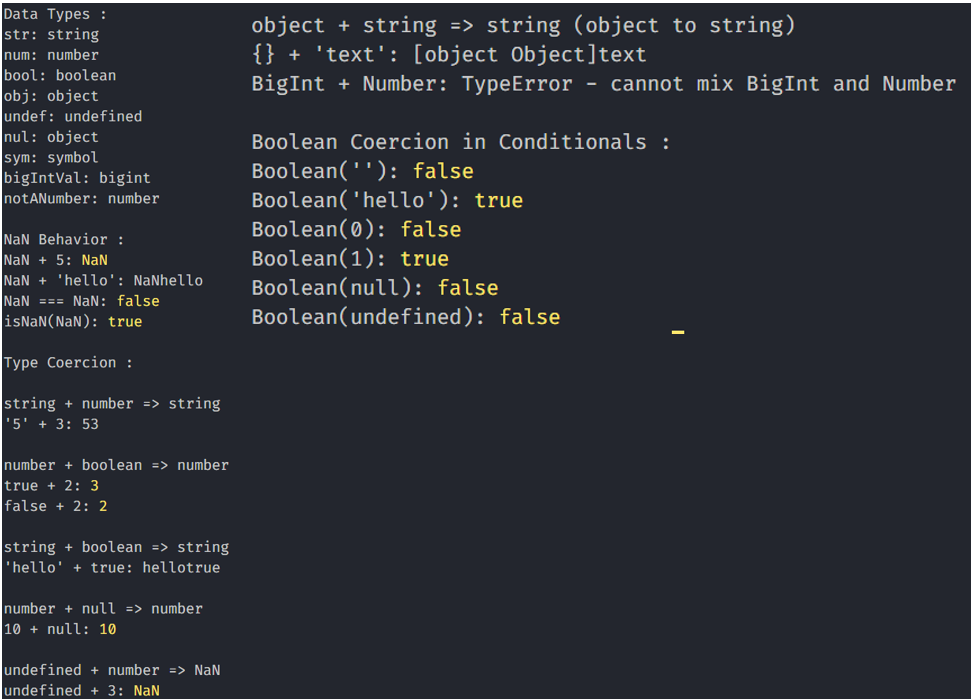 Data Types :
str: string
num: number
bool: boolean
obj: object
undef: undefined
nul: object
sym: symbol
bigIntVal: bigint
notANumber: number

NaN Behavior :
NaN + 5: NaN
NaN + 'hello': NaNhello
NaN === NaN: false
isNaN(NaN): true

Type Coercion :

string + number => string
'5' + 3: 53

number + boolean => number
true + 2: 3
false + 2: 2

string + boolean => string
'hello' + true: hellotrue

number + null => number
10 + null: 10

undefined + number => NaN
undefined + 3: NaN

object + string => string (object to string)
{} + 'text': [object Object]text
BigInt + Number: TypeError - cannot mix BigInt and Number

Boolean Coercion in Conditionals :
Boolean(''): false
Boolean('hello'): true
Boolean(0): false
Boolean(1): true
Boolean(null): false
Boolean(undefined): false